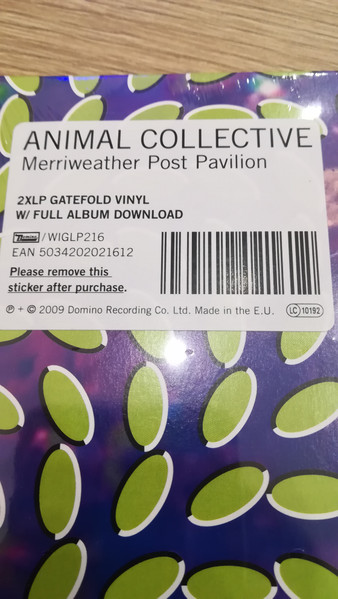 ANIMAL COLLECTIVE
Merriweather Post Pavilion
2XLP GATEFOLD VINYL
W/ FULL ALBUM DOWNLOAD
Domino /WIGLP216
EAN 5034202021612
Please remove this
sticker after purchase.
℗ + © 2009 Domino Recording Co. Ltd. Made in the E.U. LC 10192